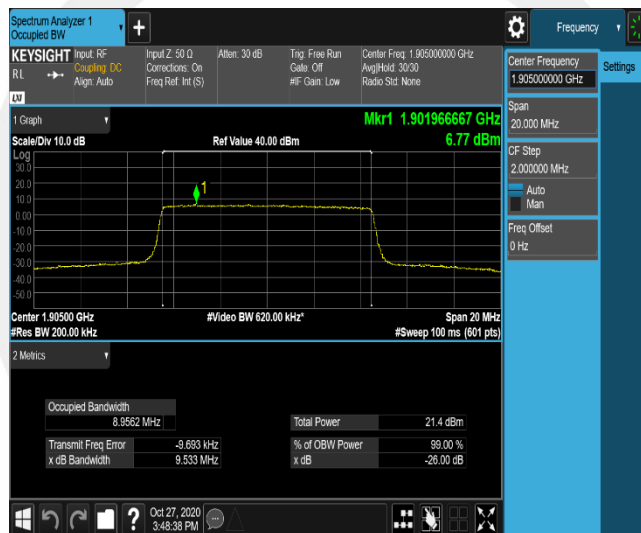 Spectrum Analyzer 1
Occupied BW
+
Frequency
KEYSIGHT
RL
LXI
Input: RF
Coupling: DC
Align: Auto
Input Z: 50 Ω
Corrections: On
Freq Ref: Int (S)
Atten: 30 dB
Trig: Free Run
Gate: Off
#IF Gain: Low
Center Freq: 1.905000000 GHz
Avg|Hold: 30/30
Radio Std: None
Center Frequency
1.905000000 GHz
Settings
Span
20.000 MHz
CF Step
2.000000 MHz
Auto
Man
Freq Offset
0 Hz
1 Graph
Scale/Div 10.0 dB
Ref Value 40.00 dBm
Mkr1 1.901966667 GHz
6.77 dBm
Log
30.0
20.0
10.0
0.00
-10.0
-20.0
-30.0
-40.0
-50.0
1
Center 1.90500 GHz
#Video BW 620.00 kHz*
Span 20 MHz
#Res BW 200.00 kHz
#Sweep 100 ms (601 pts)
2 Metrics
Occupied Bandwidth
8.9562 MHz
Total Power 21.4 dBm
Transmit Freq Error -9.693 kHz
% of OBW Power 99.00 %
x dB Bandwidth 9.533 MHz
x dB -26.00 dB
?
Oct 27, 2020
3:48:38 PM